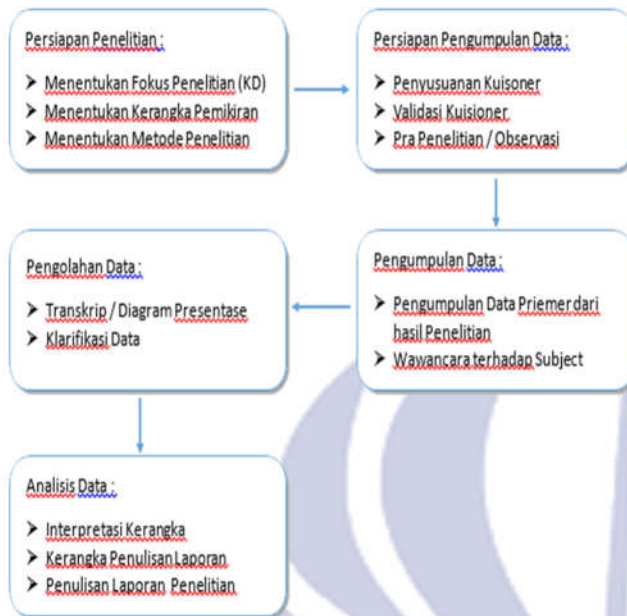 Persiapan Penelitian :
➤ Menentukan Fokus Penelitian (KD)
➤ Menentukan Kerangka Pemikiran
➤ Menentukan Metode Penelitian
Persiapan Pengumpulan Data :
➤ Penyusuanan Kuisoner
➤ Validasi Kuisioner
➤ Pra Penelitian / Observasi
Pengumpulan Data :
➤ Pengumpulan Data Priemer dari
hasil Penelitian
➤ Wawancara terhadap Subject
Pengolahan Data :
➤ Transkrip / Diagram Presentase
➤ Klarifikasi Data
Analisis Data :
➤ Interpretasi Kerangka
➤ Kerangka Penulisan Laporan
➤ Penulisan Laporan Penelitian